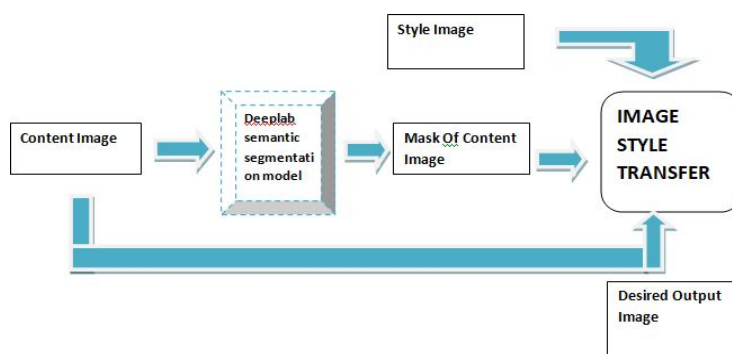 Style Image
Content Image
Deeplab
semantic
segmentati
on model
Mask Of Content
Image
IMAGE
STYLE
TRANSFER
Desired Output
Image